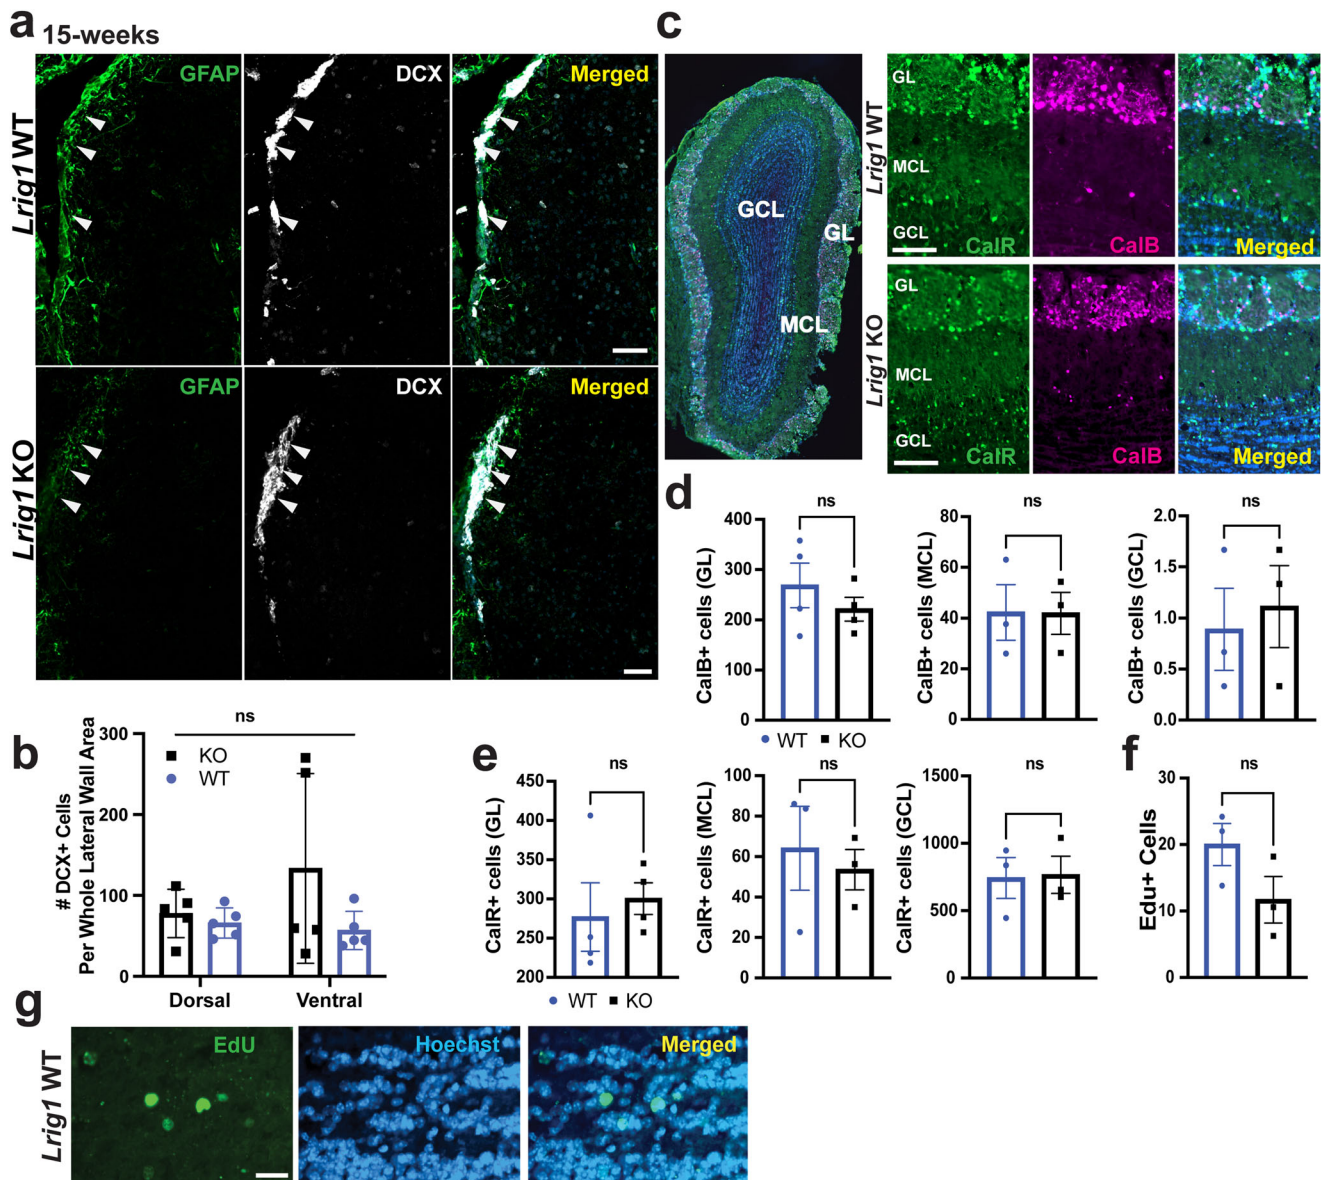 a 15-weeks
Lrig1 WT
GFAP
DCX
Merged
Lrig1 KO
GFAP
DCX
Merged
b
ns
# DCX+ Cells
Per Whole Lateral Wall Area
300
200
100
0
KO
WT
Dorsal
Ventral
c
GCL
GL
MCL
Lrig1 WT
GL
MCL
GCL
CalR
CalB
Merged
Lrig1 KO
GL
MCL
GCL
CalR
CalB
Merged
d
CalB+ cells (GL)
400
300
200
100
0
ns
CalB+ cells (MCL)
80
60
40
20
0
ns
CalB+ cells (GCL)
2.0
1.5
1.0
0.5
0.0
ns
WT KO
e
CalR+ cells (GL)
450
400
350
300
250
200
ns
CalR+ cells (MCL)
100
80
60
40
20
0
ns
CalR+ cells (GCL)
1500
1000
500
0
ns
WT KO
f
Edu+ Cells
30
20
10
0
ns
g
Lrig1 WT
EdU
Hoechst
Merged